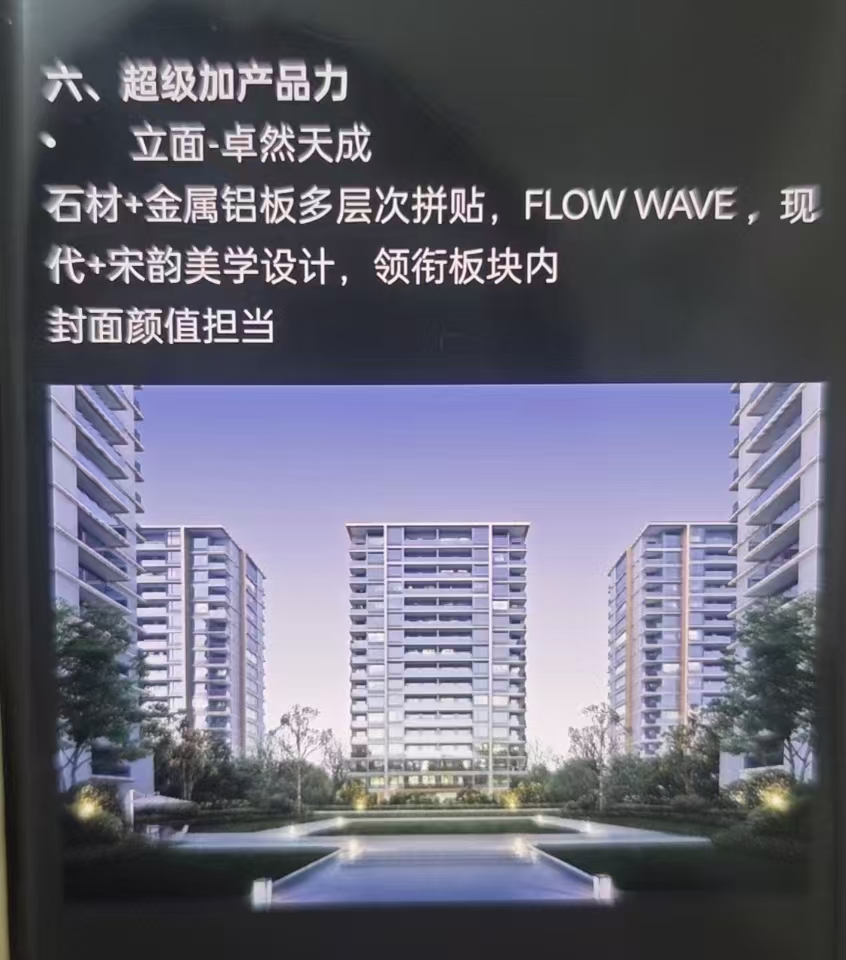 六、超级加产品力
• 立面-卓然天成
石材+金属铝板多层次拼贴，FLOW WAVE，现
代+宋韵美学设计，领衔板块内
封面颜值担当